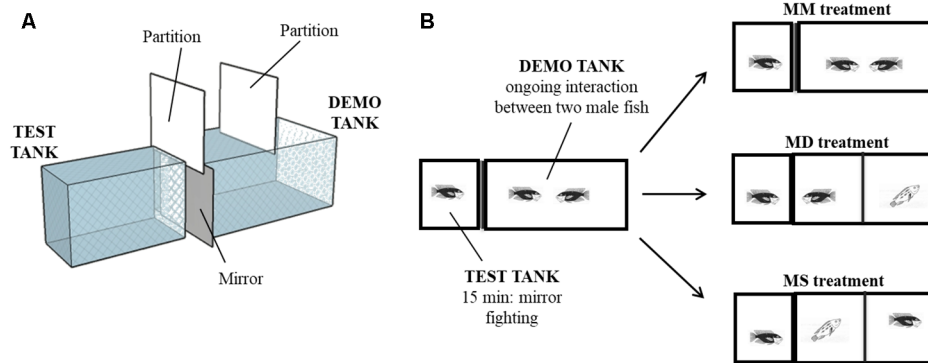 A
Partition
Partition
TEST
TANK
DEMO
TANK
Mirror
B
DEMO TANK
ongoing interaction
between two male fish
TEST TANK
15 min: mirror
fighting
MM treatment
MD treatment
MS treatment